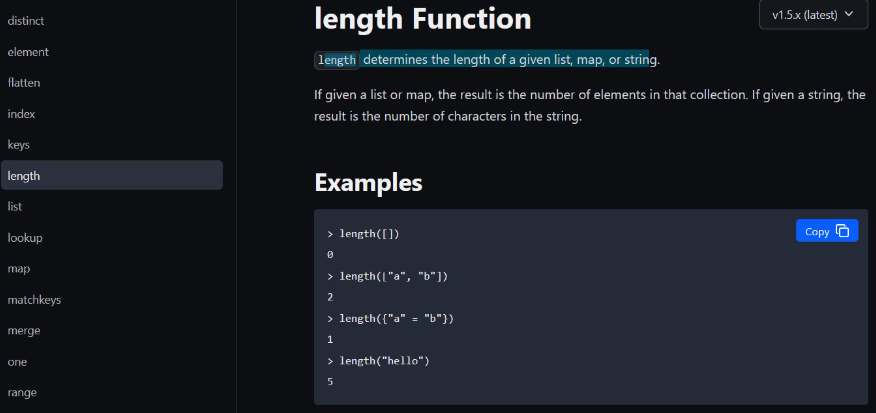 distinct
element
flatten
index
keys
length
list
lookup
map
matchkeys
merge
one
range
length Function
v1.5.x (latest)
length determines the length of a given list, map, or string.
If given a list or map, the result is the number of elements in that collection. If given a string, the
result is the number of characters in the string.
Examples
Copy
> length([])
0
> length(["a", "b"])
2
> length({"a" = "b"})
1
> length("hello")
5